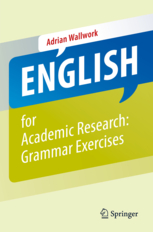 Adrian Wallwork
ENGLISH
for
Academic Research:
Grammar Exercises
Springer